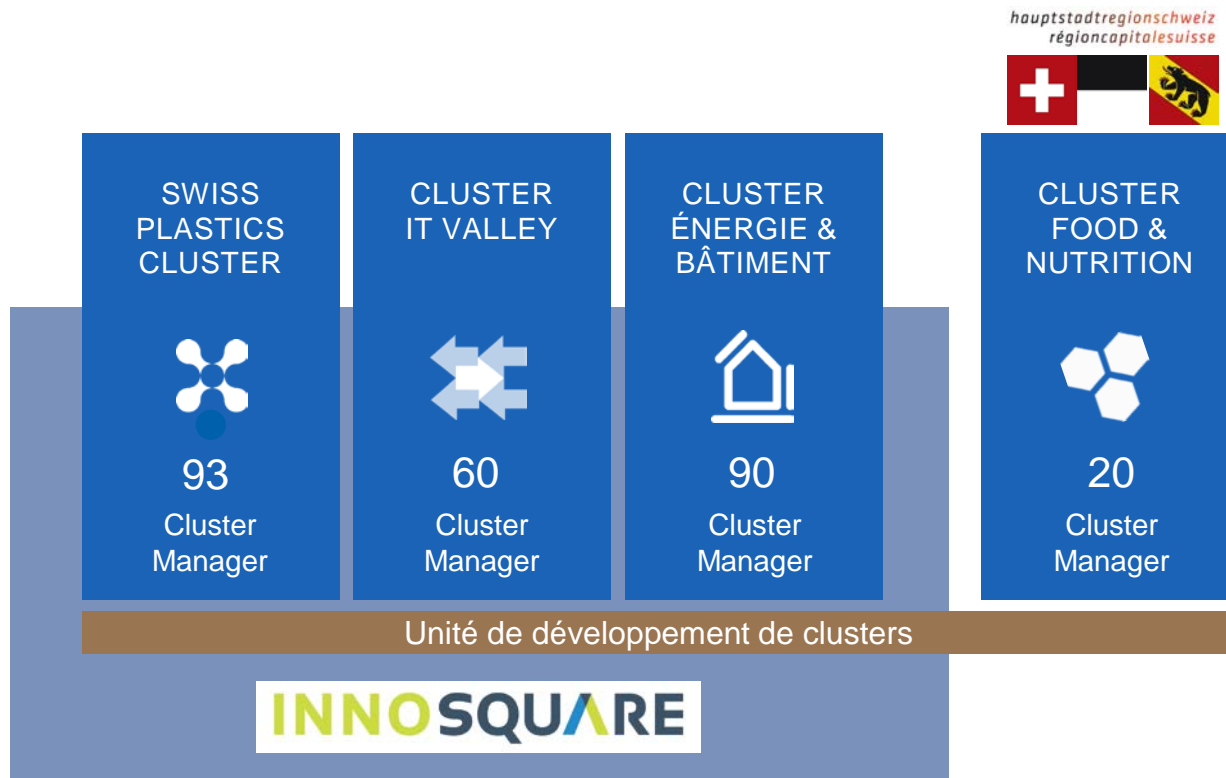 hauptstadtregionschweiz
régioncapitalesuisse
SWISS
PLASTICS
CLUSTER
93
Cluster
Manager
CLUSTER
IT VALLEY
60
Cluster
Manager
CLUSTER
ÉNERGIE &
BÂTIMENT
90
Cluster
Manager
CLUSTER
FOOD &
NUTRITION
20
Cluster
Manager
Unité de développement de clusters
INNOSQUARE